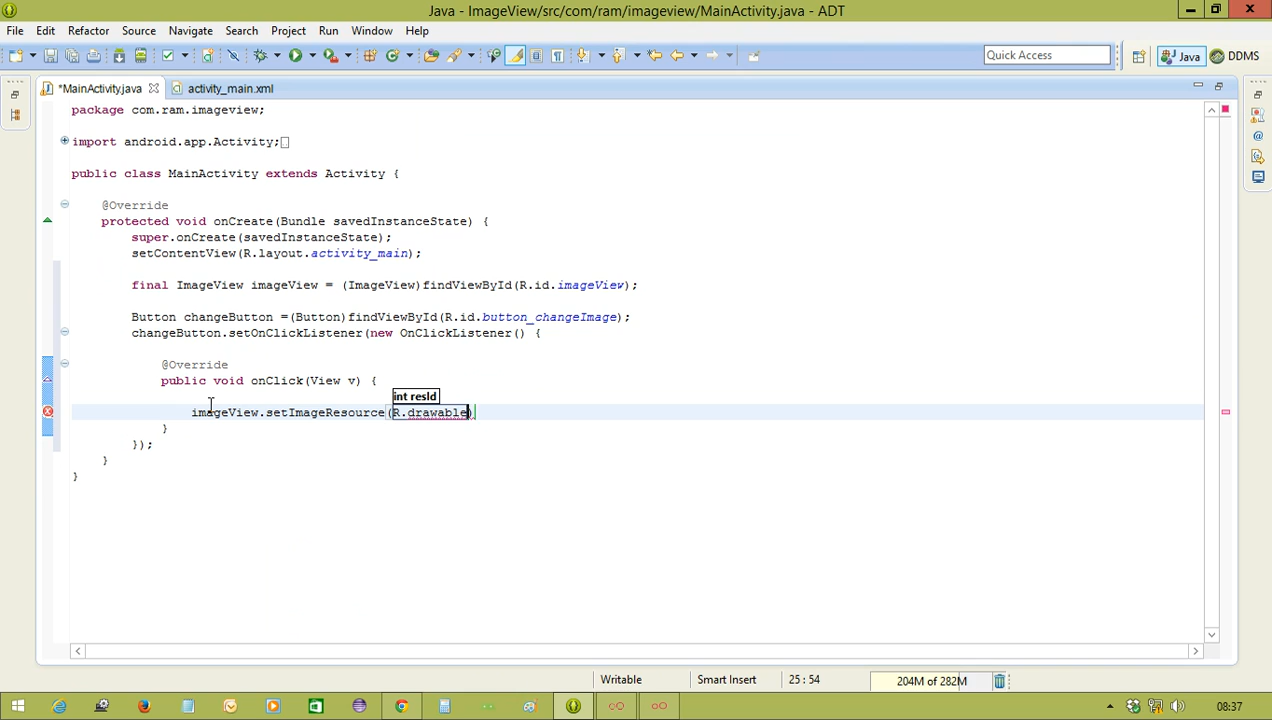 Java - ImageView/src/com/ram/imageview/MainActivity.java - ADT
File Edit Refactor Source Navigate Search Project Run Window Help
Quick Access Java DDMS
*MainActivity.java activity_main.xml
package com.ram.imageview;
import android.app.Activity;
public class MainActivity extends Activity {
@Override
protected void onCreate(Bundle savedInstanceState) {
super.onCreate(savedInstanceState);
setContentView(R.layout.activity_main);
final ImageView imageView = (ImageView)findViewById(R.id.imageView);
Button changeButton =(Button)findViewById(R.id.button_changeImage);
changeButton.setOnClickListener(new OnClickListener() {
@Override
public void onClick(View v) {
int resId
imageView.setImageResource(R.drawable)
}
});
}
}
Writable Smart Insert 25 : 54 204M of 282M
08:37